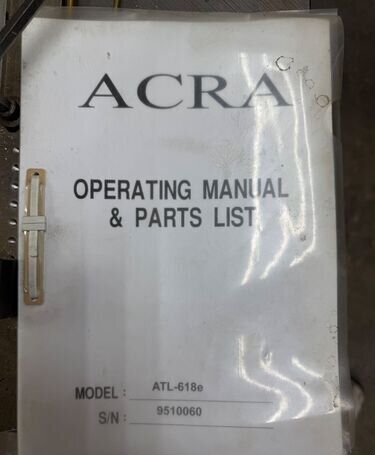 ACRA
OPERATING MANUAL
& PARTS LIST
MODEL : ATL-618e
S/N : 9510060